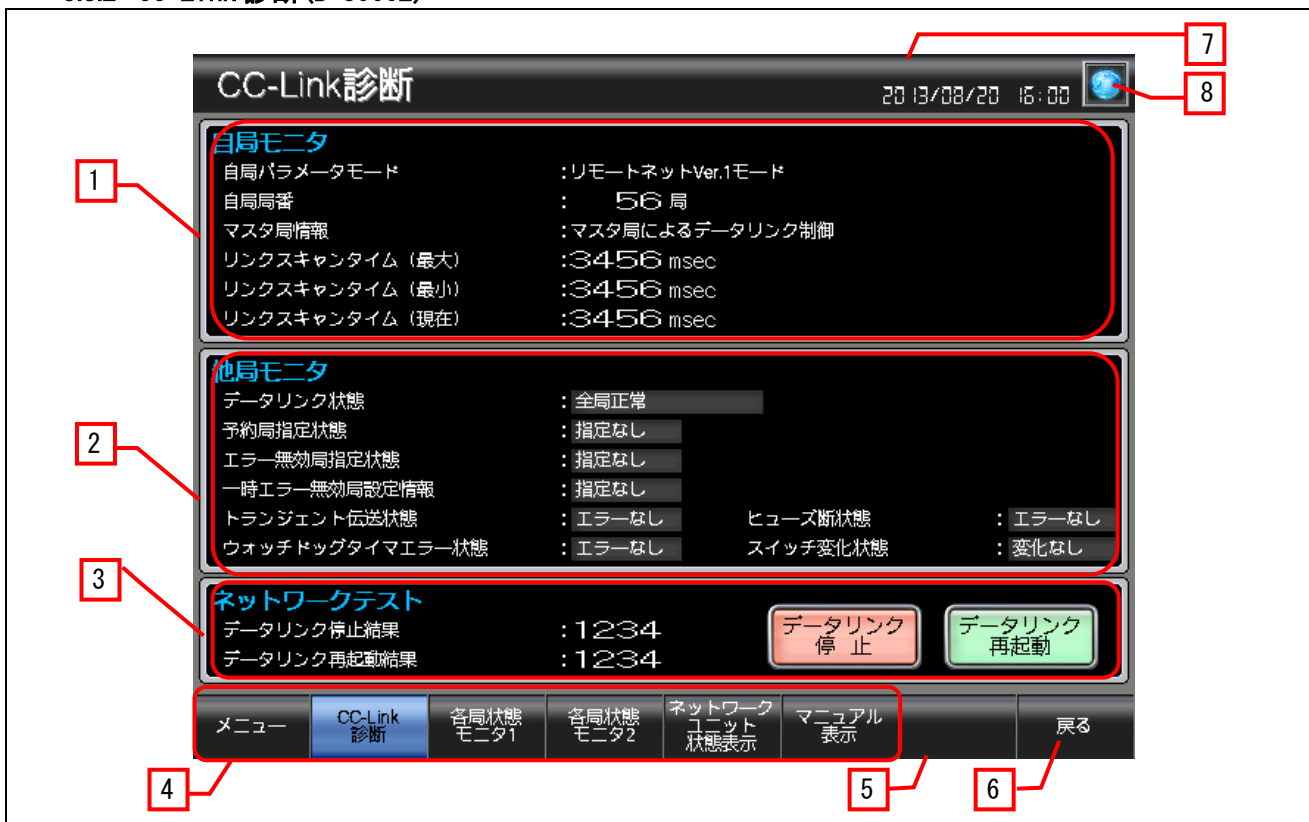 7
CC-Link診断
2013/08/20 16:00
8
自局モニタ
1
自局パラメータモード :リモートネットVer.1モード
自局局番 : 56 局
マスタ局情報 :マスタ局によるデータリンク制御
リンクスキャンタイム（最大） :3456 msec
リンクスキャンタイム（最小） :3456 msec
リンクスキャンタイム（現在） :3456 msec
他局モニタ
2
データリンク状態 :全局正常
予約局指定状態 :指定なし
エラー無効局指定状態 :指定なし
一時エラー無効局設定情報 :指定なし
トランジェント伝送状態 :エラーなし ヒューズ断状態 :エラーなし
ウォッチドッグタイマエラー状態 :エラーなし スイッチ変化状態 :変化なし
3
ネットワークテスト
データリンク停止結果 :1234
データリンク再起動結果 :1234
データリンク
停 止
データリンク
再起動
メニュー
CC-Link
診断
各局状態
モニタ1
各局状態
モニタ2
ネットワーク
ユニット
状態表示
マニュアル
表示
戻る
4
5
6